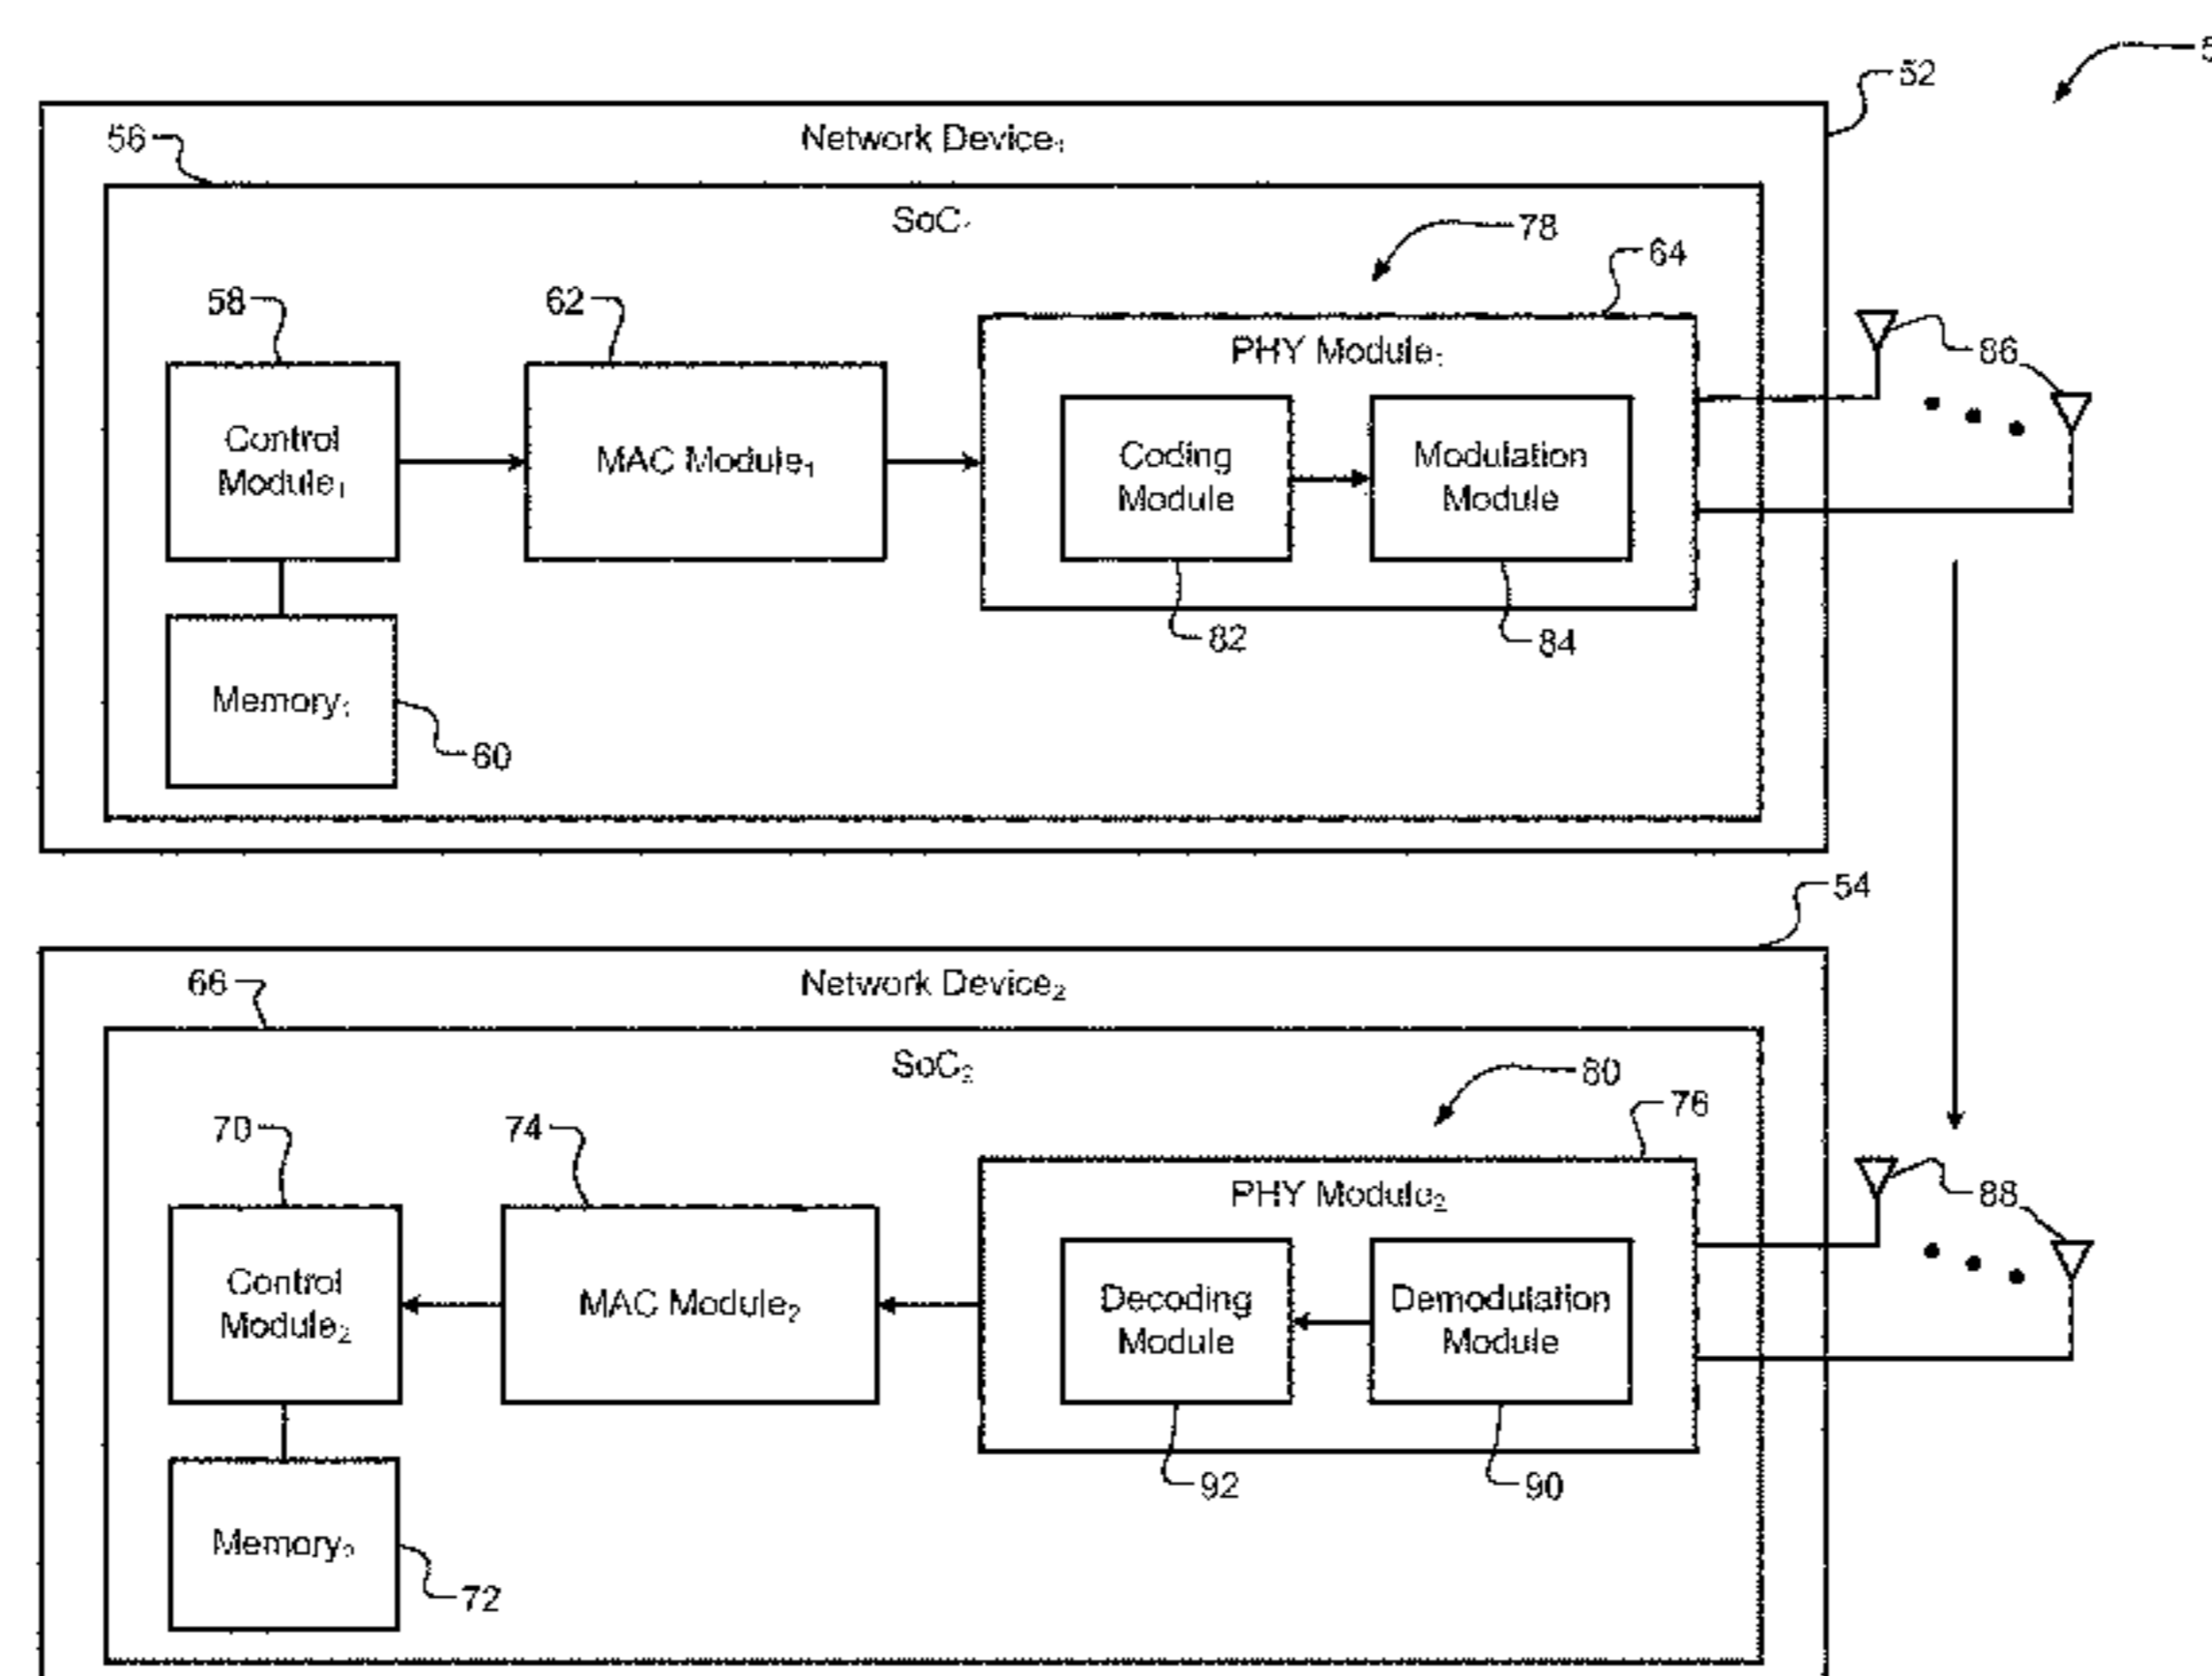 52
56
Network Device₁
SoC₁
78
64
58
62
PHY Module₁
86
Control
Module₁
MAC Module₁
Coding
Module
Modulation
Module
82
84
Memory₁
60
54
66
Network Device₂
SoC₂
80
76
70
74
PHY Module₂
88
Control
Module₂
MAC Module₂
Decoding
Module
Demodulation
Module
92
90
Memory₂
72